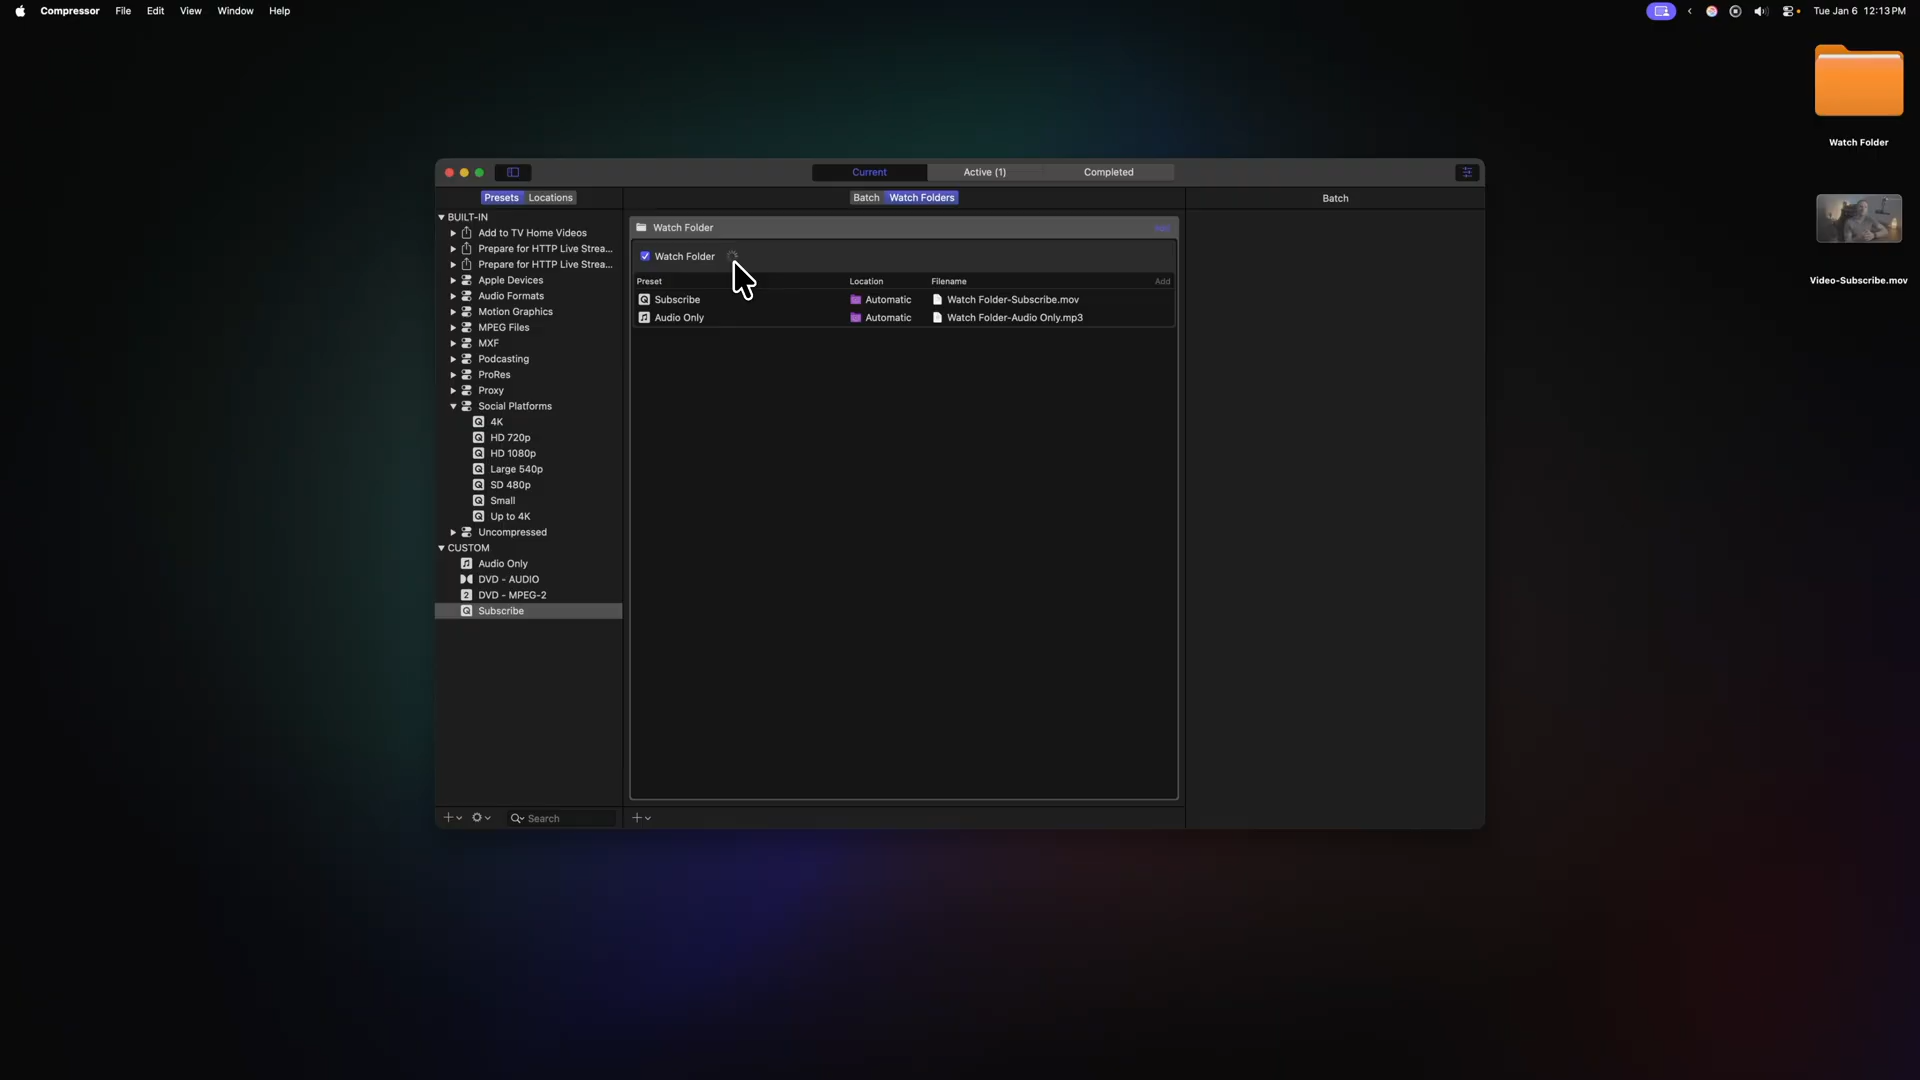 Compressor File Edit View Window Help
Tue Jan 6 12:13 PM
Watch Folder
Video-Subscribe.mov
Current Active (1) Completed
Presets Locations
Batch Watch Folders
Batch
BUILT-IN
Add to TV Home Videos
Prepare for HTTP Live Strea...
Prepare for HTTP Live Strea...
Apple Devices
Audio Formats
Motion Graphics
MPEG Files
MXF
Podcasting
ProRes
Proxy
Social Platforms
4K
HD 720p
HD 1080p
Large 540p
SD 480p
Small
Up to 4K
Uncompressed
CUSTOM
Audio Only
DVD - AUDIO
2 DVD - MPEG-2
Subscribe
Search
Watch Folder
Watch Folder
Preset Location Filename Add
Subscribe Automatic Watch Folder-Subscribe.mov
Audio Only Automatic Watch Folder-Audio Only.mp3